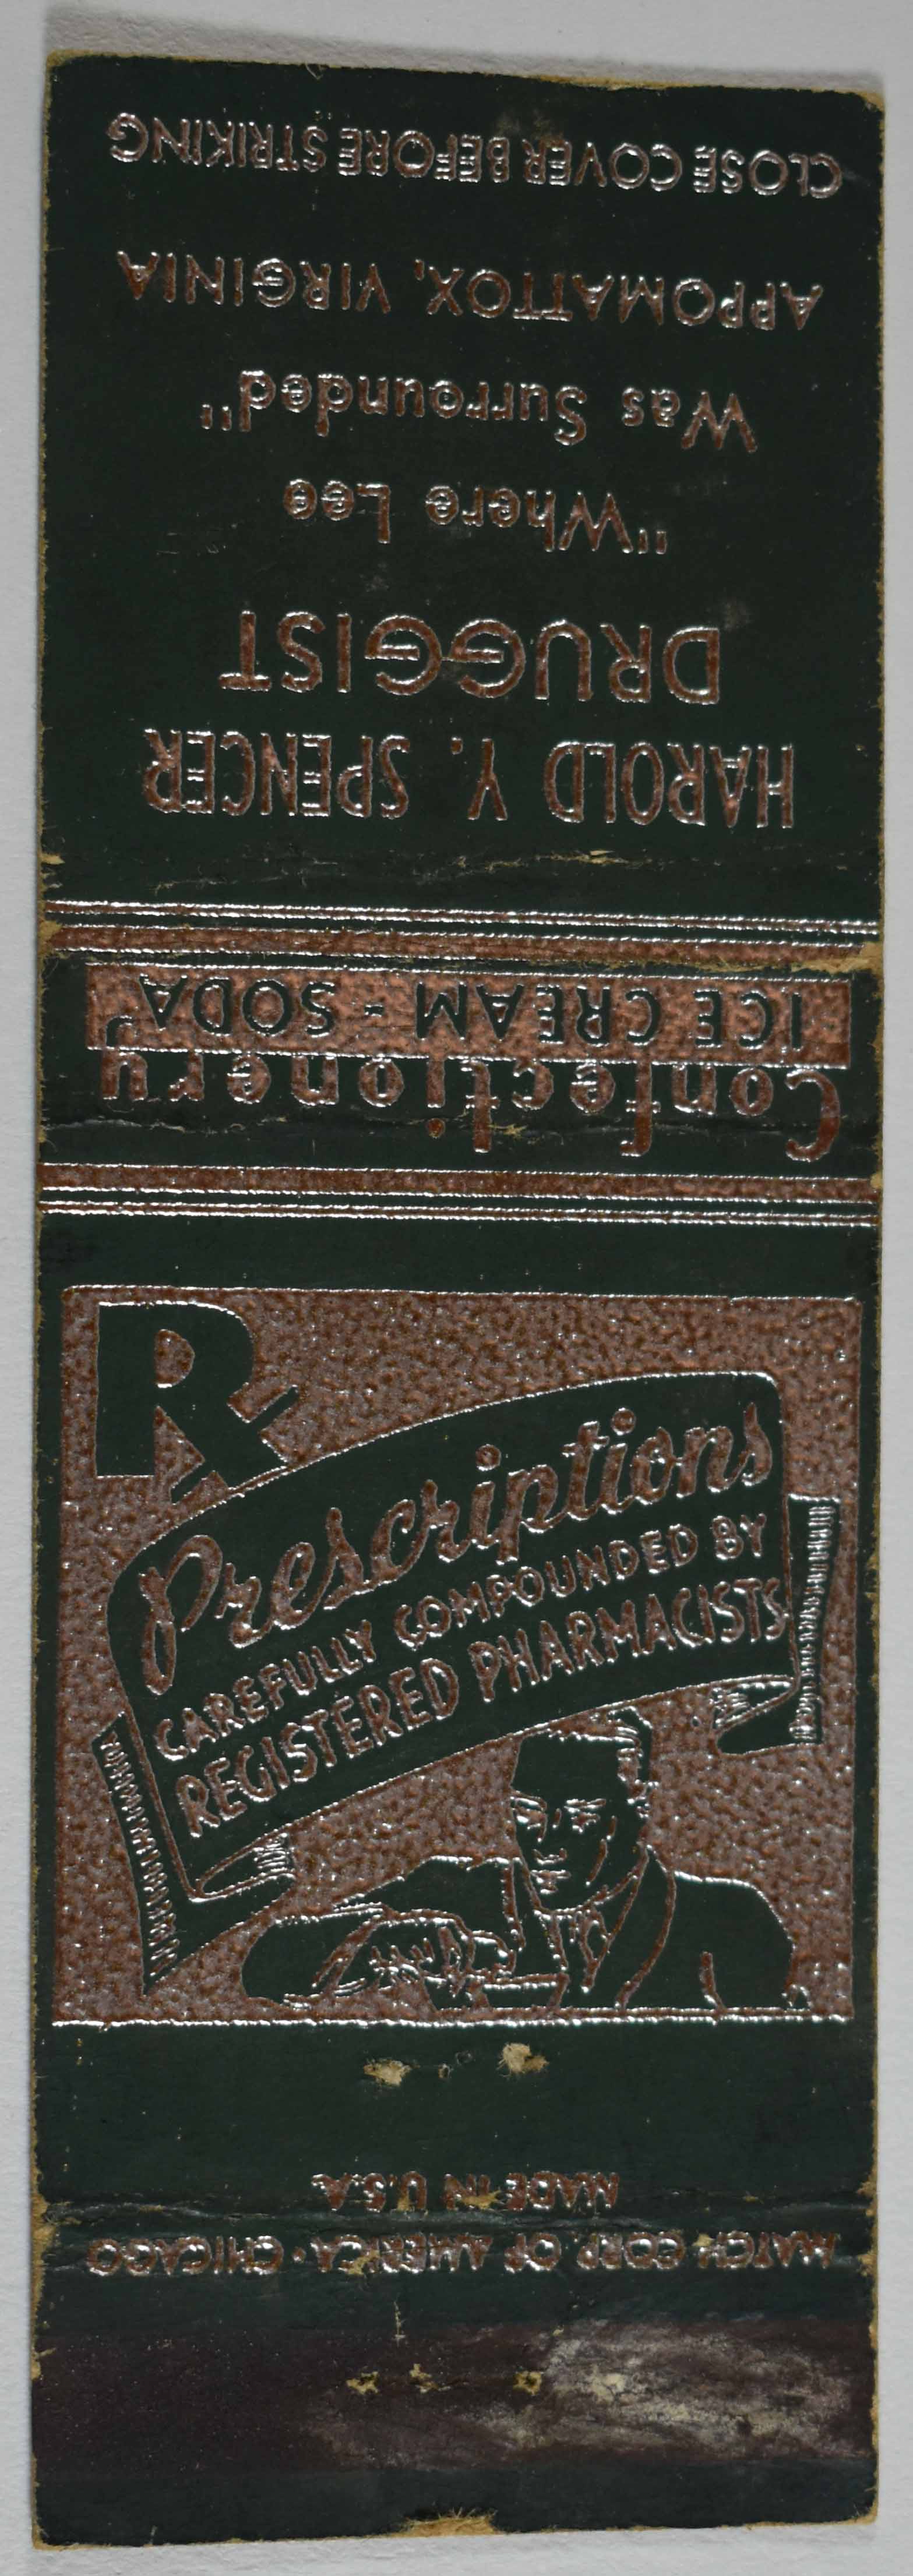 CLOSE COVER BEFORE STRIKING
APPOMATTOX, VIRGINIA
Was Surrounded"
"Where Lee
DRUGGIST
HAROLD Y. SPENCER
ICE CREAM - SODA
Confectionery
Rx
Prescriptions
CAREFULLY COMPOUNDED BY
REGISTERED PHARMACISTS
MADE IN U.S.A.
MATCH CORP. OF AMERICA · CHICAGO